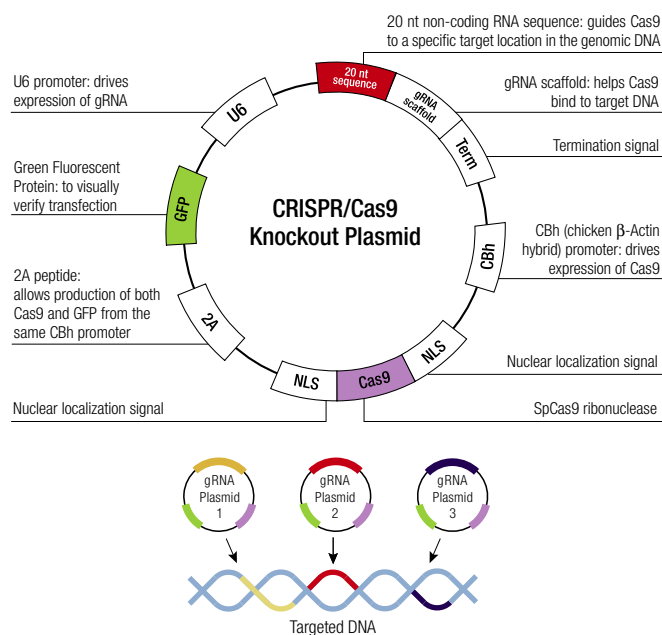 20 nt non-coding RNA sequence: guides Cas9
to a specific target location in the genomic DNA
U6 promoter: drives
expression of gRNA
20 nt
sequence
gRNA
scaffold
gRNA scaffold: helps Cas9
bind to target DNA
U6
Term
Termination signal
Green Fluorescent
Protein: to visually
verify transfection
GFP
CRISPR/Cas9
Knockout Plasmid
CBh
CBh (chicken β-Actin
hybrid) promoter: drives
expression of Cas9
2A peptide:
allows production of both
Cas9 and GFP from the
same CBh promoter
2A
NLS
Cas9
NLS
Nuclear localization signal
Nuclear localization signal
SpCas9 ribonuclease
gRNA
Plasmid
1
gRNA
Plasmid
2
gRNA
Plasmid
3
Targeted DNA